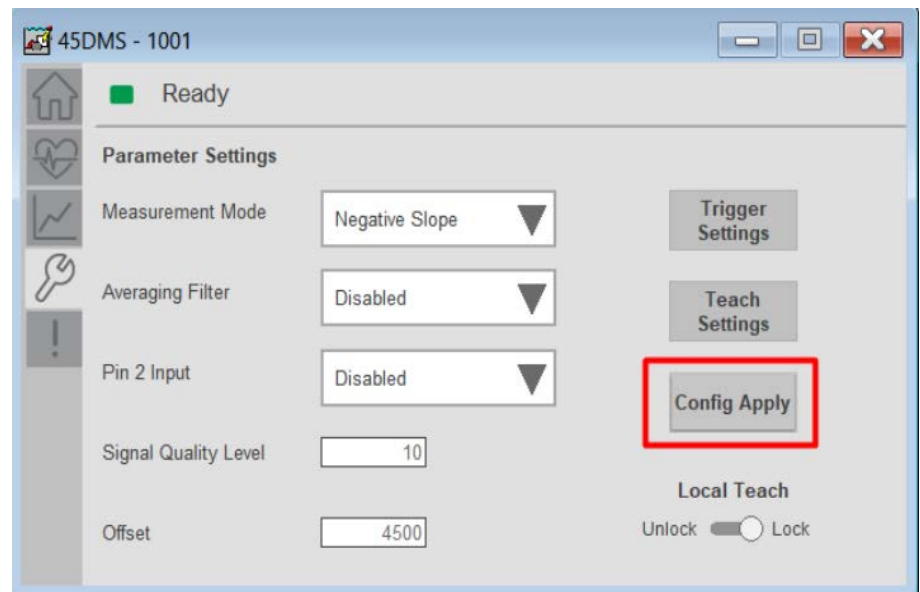 45DMS - 1001
Ready
Parameter Settings
Measurement Mode
Negative Slope
Trigger
Settings
Averaging Filter
Disabled
Teach
Settings
Pin 2 Input
Disabled
Config Apply
Signal Quality Level
10
Local Teach
Unlock
Lock
Offset
4500